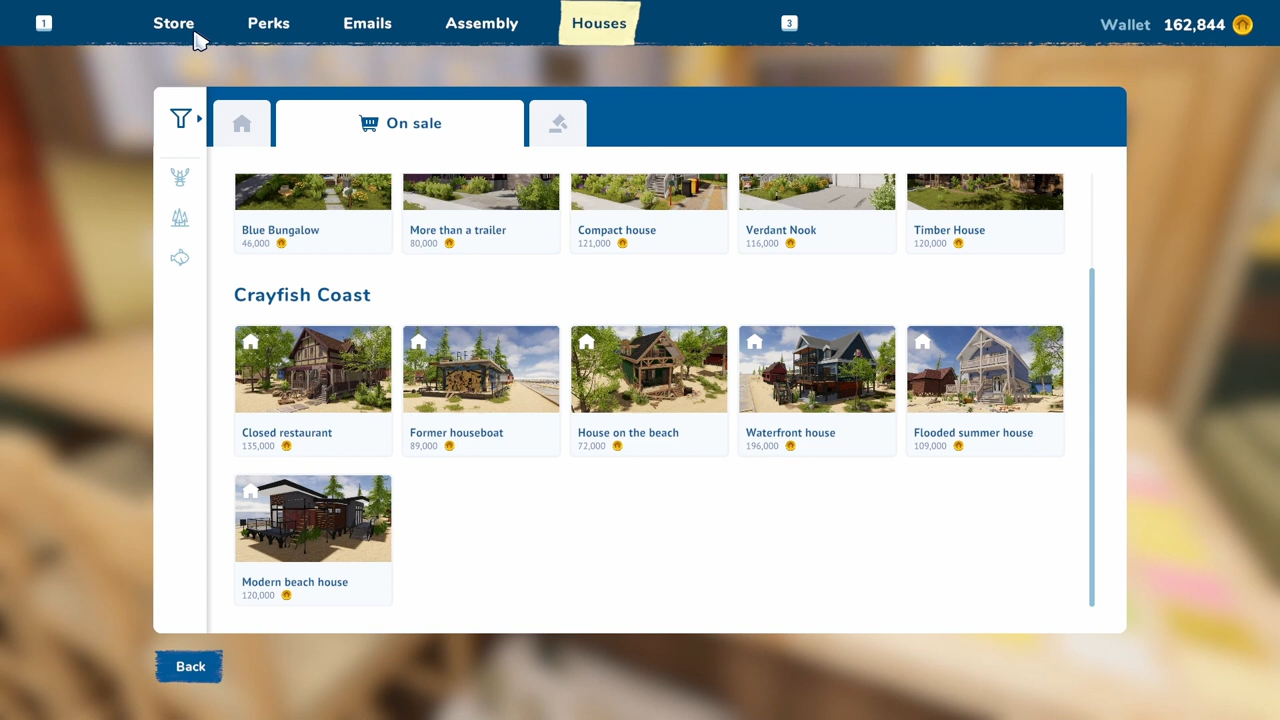 1
Store
Perks
Emails
Assembly
Houses
3
Wallet 162,844
On sale
Blue Bungalow
46,000
More than a trailer
80,000
Compact house
121,000
Verdant Nook
116,000
Timber House
120,000
Crayfish Coast
Closed restaurant
135,000
Former houseboat
89,000
House on the beach
72,000
Waterfront house
196,000
Flooded summer house
109,000
Modern beach house
120,000
Back